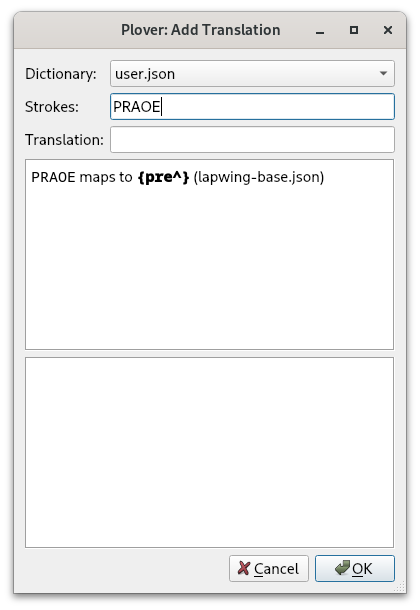 Plover: Add Translation
Dictionary: user.json
Strokes: PRAOE
Translation:
PRAOE maps to {pre^} (lapwing-base.json)
Cancel OK